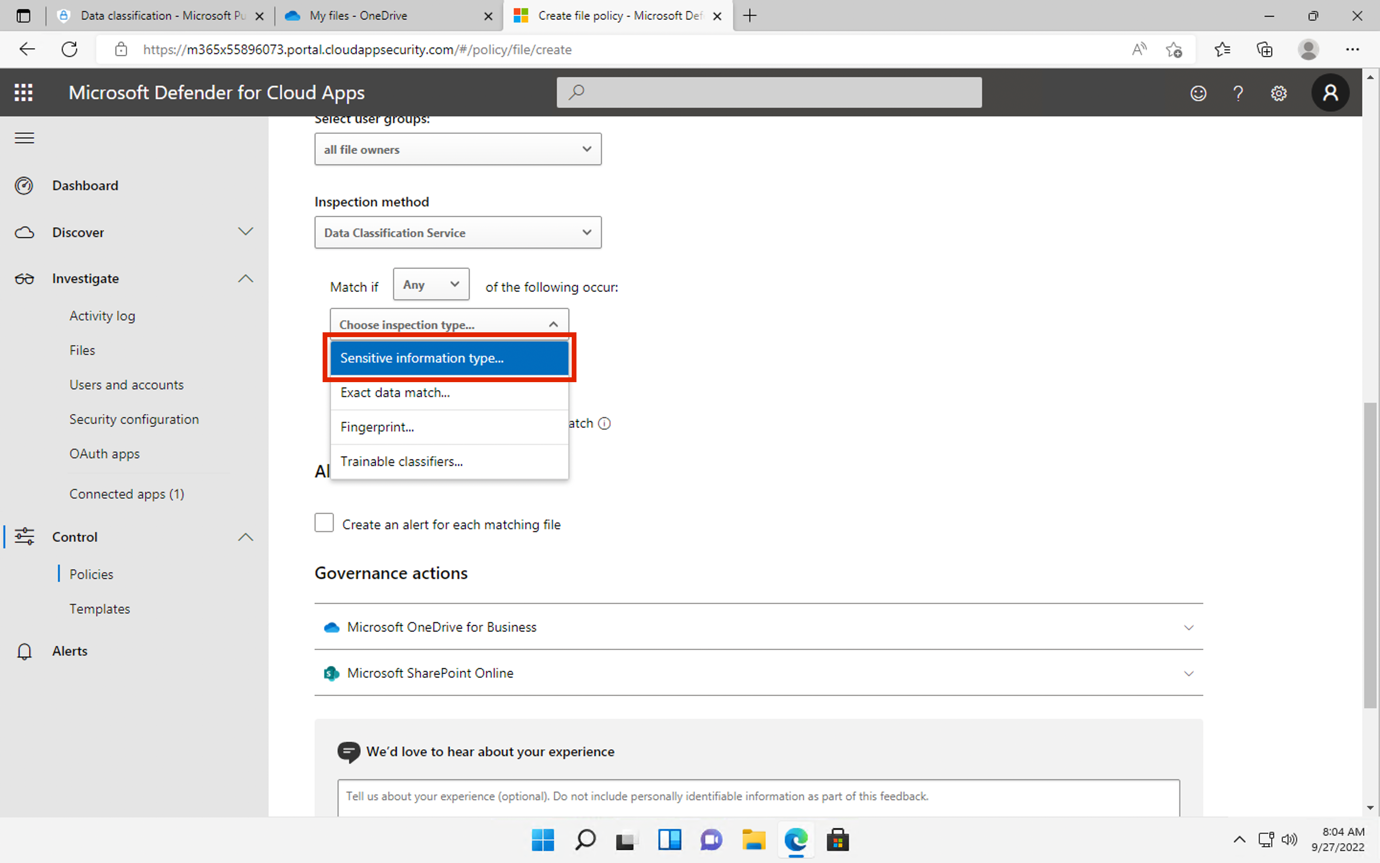 Data classification - Microsoft Pu
My files - OneDrive
Create file policy - Microsoft Def
https://m365x55896073.portal.cloudappsecurity.com/#/policy/file/create
Microsoft Defender for Cloud Apps
Select user groups:
all file owners
Dashboard
Inspection method
Discover
Data Classification Service
Investigate
Match if
Any
of the following occur:
Activity log
Choose inspection type...
Files
Sensitive information type...
Users and accounts
Exact data match...
Security configuration
Fingerprint...
atch
OAuth apps
Trainable classifiers...
Al
Connected apps (1)
Create an alert for each matching file
Control
Policies
Governance actions
Templates
Microsoft OneDrive for Business
Alerts
Microsoft SharePoint Online
We'd love to hear about your experience
Tell us about your experience (optional). Do not include personally identifiable information as part of this feedback.
8:04 AM
9/27/2022